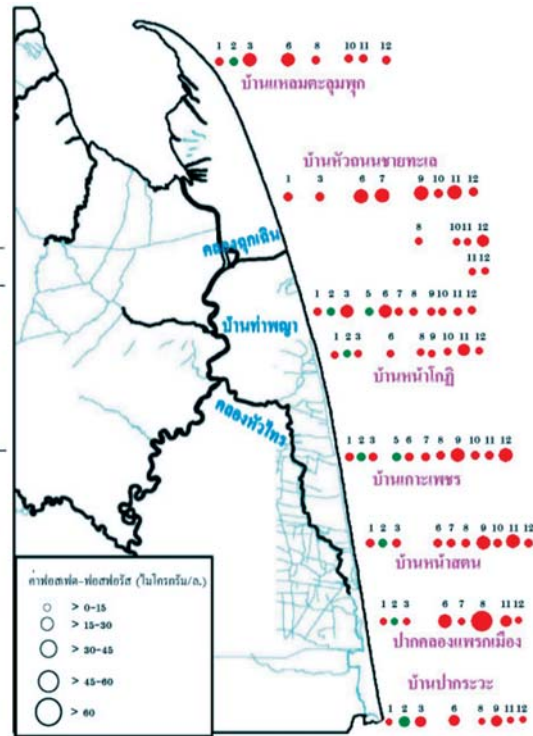 1 2 3 6 8 10 11 12
บ้านแหลมตะลุมพุก
บ้านหัวถนนชายทะเล
1 3 6 7 9 10 11 12
8 10 11 12
คลองฉุกเฉิน
11 12
1 2 3 5 6 7 8 9 10 11 12
บ้านท่าพญา
1 2 3 6 8 9 10 11 12
บ้านหน้าโกฏิ
คลองหัวไทร
1 2 3 5 6 7 8 9 10 11 12
บ้านเกาะเพชร
1 2 3 6 7 8 9 10 11 12
บ้านหน้าสตน
ค่าฟอสเฟต-ฟอสฟอรัส (ไมโครกรัม/ล.)
> 0-15
> 15-30
> 30-45
> 45-60
> 60
1 2 3 6 7 8 11 12
ปากคลองแพรกเมือง
บ้านปากระวะ
1 2 3 6 8 9 11 12